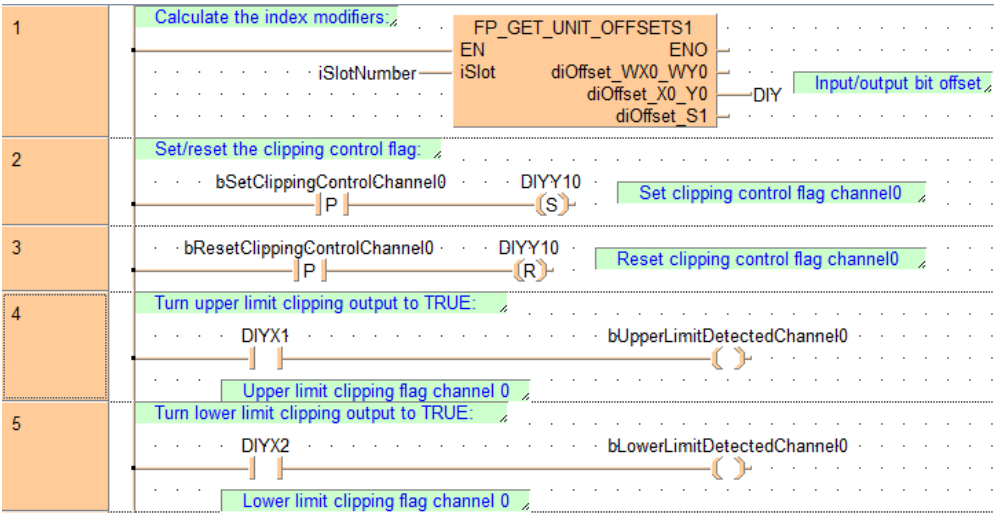 1
Calculate the index modifiers:
FP_GET_UNIT_OFFSETS1
EN ENO
iSlotNumber iSlot diOffset_WX0_WY0
diOffset_X0_Y0 DIY Input/output bit offset
diOffset_S1
2
Set/reset the clipping control flag:
bSetClippingControlChannel0 DIYY10
P S Set clipping control flag channel0
3
bResetClippingControlChannel0 DIYY10
P R Reset clipping control flag channel0
4
Turn upper limit clipping output to TRUE:
DIYX1 bUpperLimitDetectedChannel0
Upper limit clipping flag channel 0
5
Turn lower limit clipping output to TRUE:
DIYX2 bLowerLimitDetectedChannel0
Lower limit clipping flag channel 0